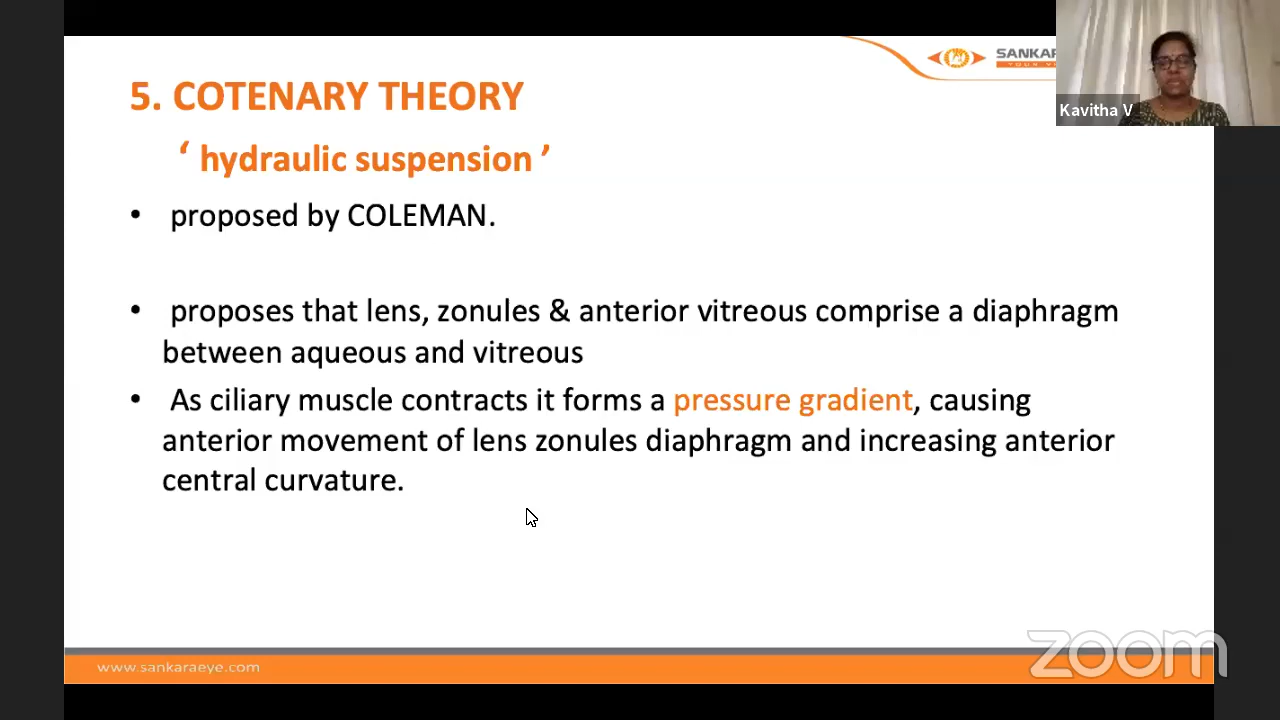 5. COTENARY THEORY
‘ hydraulic suspension ’
• proposed by COLEMAN.
• proposes that lens, zonules & anterior vitreous comprise a diaphragm
between aqueous and vitreous
• As ciliary muscle contracts it forms a pressure gradient, causing
anterior movement of lens zonules diaphragm and increasing anterior
central curvature.
SANKARA
Kavitha V
www.sankaraeye.com
zoom